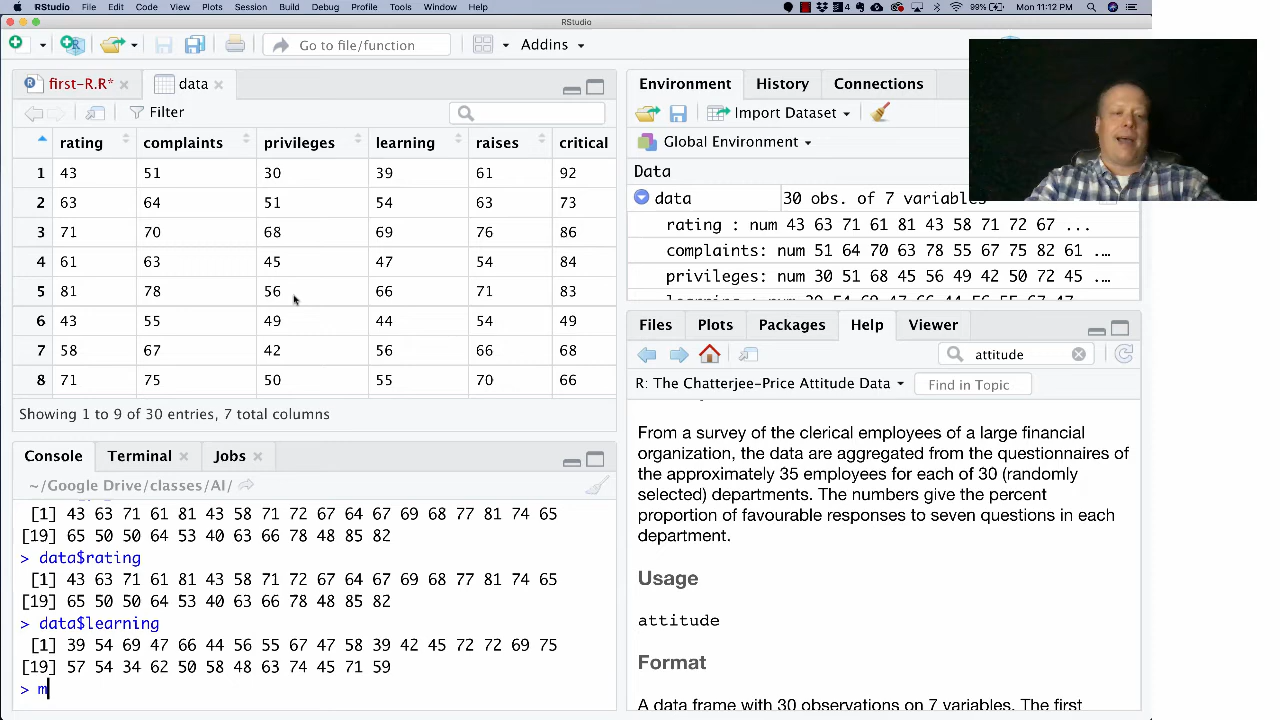 RStudio File Edit Code View Plots Session Build Debug Profile Tools Window Help 4 99% Mon 11:12 PM
RStudio
Go to file/function Addins
first-R.R* data
Filter
rating complaints privileges learning raises critical
1 43 51 30 39 61 92
2 63 64 51 54 63 73
3 71 70 68 69 76 86
4 61 63 45 47 54 84
5 81 78 56 66 71 83
6 43 55 49 44 54 49
7 58 67 42 56 66 68
8 71 75 50 55 70 66
Showing 1 to 9 of 30 entries, 7 total columns
Console Terminal Jobs
~/Google Drive/classes/AI/
[1] 43 63 71 61 81 43 58 71 72 67 64 67 69 68 77 81 74 65
[19] 65 50 50 64 53 40 63 66 78 48 85 82
> data$rating
[1] 43 63 71 61 81 43 58 71 72 67 64 67 69 68 77 81 74 65
[19] 65 50 50 64 53 40 63 66 78 48 85 82
> data$learning
[1] 39 54 69 47 66 44 56 55 67 47 58 39 42 45 72 72 69 75
[19] 57 54 34 62 50 58 48 63 74 45 71 59
> m
Environment History Connections
Import Dataset
Global Environment
Data
data 30 obs. of 7 variables
rating : num 43 63 71 61 81 43 58 71 72 67 ...
complaints: num 51 64 70 63 78 55 67 75 82 61 ...
privileges: num 30 51 68 45 56 49 42 50 72 45 ...
Files Plots Packages Help Viewer
attitude
R: The Chatterjee-Price Attitude Data Find in Topic
From a survey of the clerical employees of a large financial
organization, the data are aggregated from the questionnaires of
the approximately 35 employees for each of 30 (randomly
selected) departments. The numbers give the percent
proportion of favourable responses to seven questions in each
department.
Usage
attitude
Format
A data frame with 30 observations on 7 variables. The first